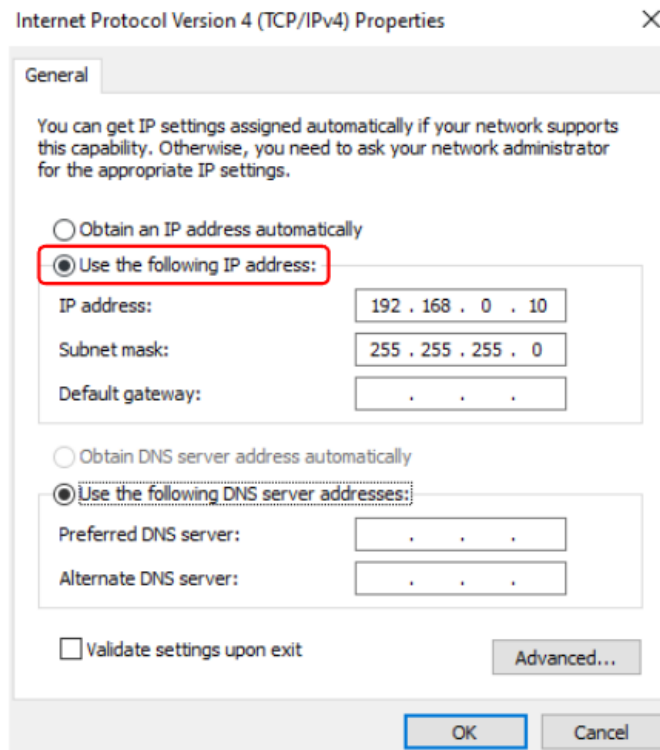 Internet Protocol Version 4 (TCP/IPv4) Properties
General
You can get IP settings assigned automatically if your network supports
this capability. Otherwise, you need to ask your network administrator
for the appropriate IP settings.
Obtain an IP address automatically
Use the following IP address:
IP address: 192 . 168 . 0 . 10
Subnet mask: 255 . 255 . 255 . 0
Default gateway: . . .
Obtain DNS server address automatically
Use the following DNS server addresses:
Preferred DNS server: . . .
Alternate DNS server: . . .
Validate settings upon exit
Advanced...
OK Cancel